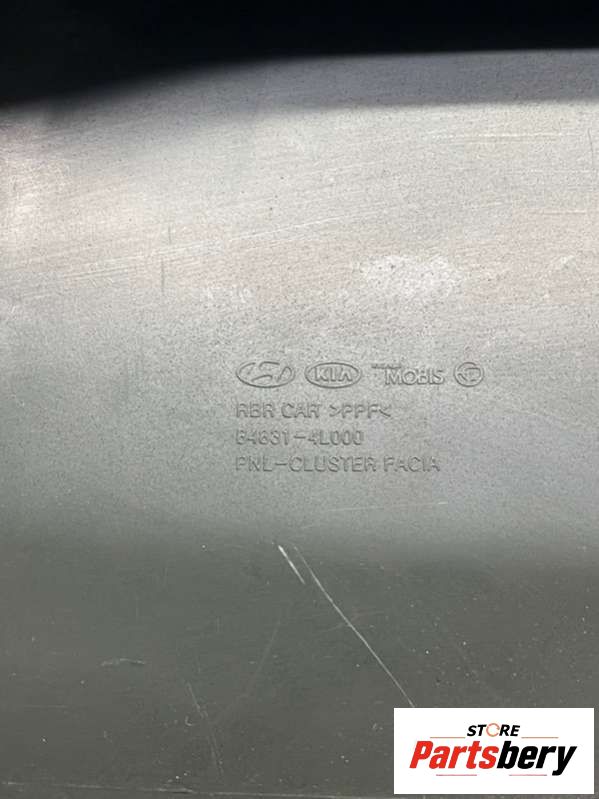 KIA MOBIS
RBR CAR >PPF<
84831-4L000
PNL-CLUSTER FACIA
STORE
Partsbery